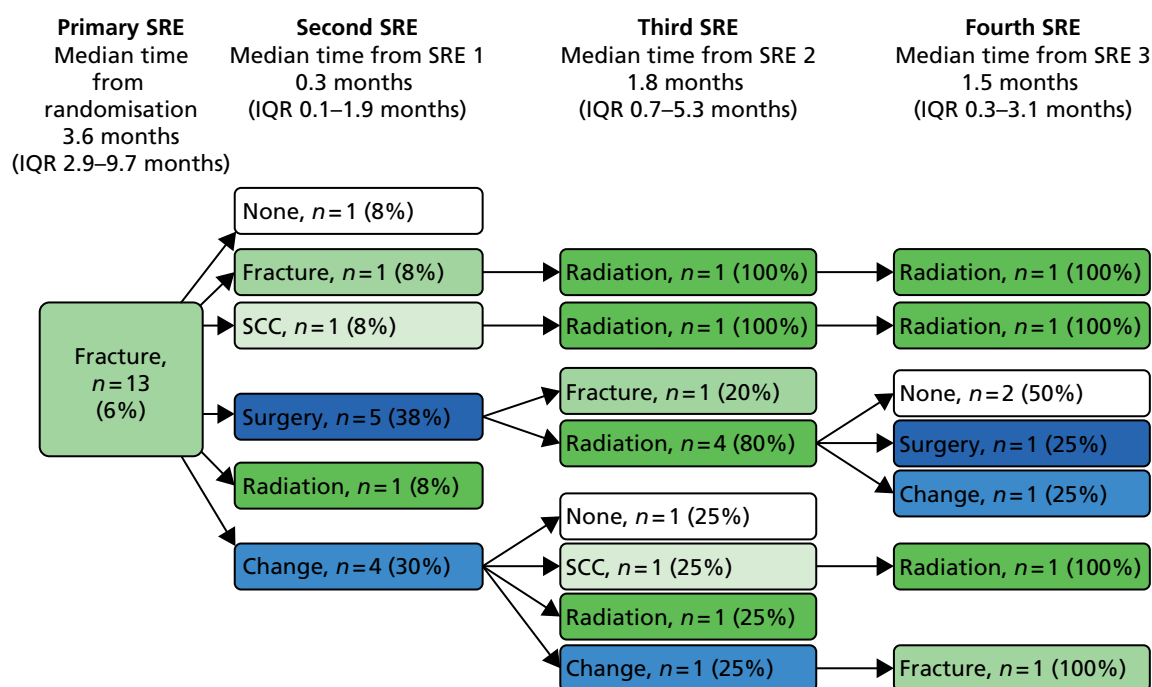 Primary SRE
Median time
from
randomisation
3.6 months
(IQR 2.9–9.7 months)
Second SRE
Median time from SRE 1
0.3 months
(IQR 0.1–1.9 months)
Third SRE
Median time from SRE 2
1.8 months
(IQR 0.7–5.3 months)
Fourth SRE
Median time from SRE 3
1.5 months
(IQR 0.3–3.1 months)
Fracture,
n=13
(6%)
None, n=1 (8%)
Fracture, n=1 (8%)
SCC, n=1 (8%)
Surgery, n=5 (38%)
Radiation, n=1 (8%)
Change, n=4 (30%)
Radiation, n=1 (100%)
Radiation, n=1 (100%)
Fracture, n=1 (20%)
Radiation, n=4 (80%)
None, n=1 (25%)
SCC, n=1 (25%)
Radiation, n=1 (25%)
Change, n=1 (25%)
Radiation, n=1 (100%)
Radiation, n=1 (100%)
None, n=2 (50%)
Surgery, n=1 (25%)
Change, n=1 (25%)
Radiation, n=1 (100%)
Fracture, n=1 (100%)